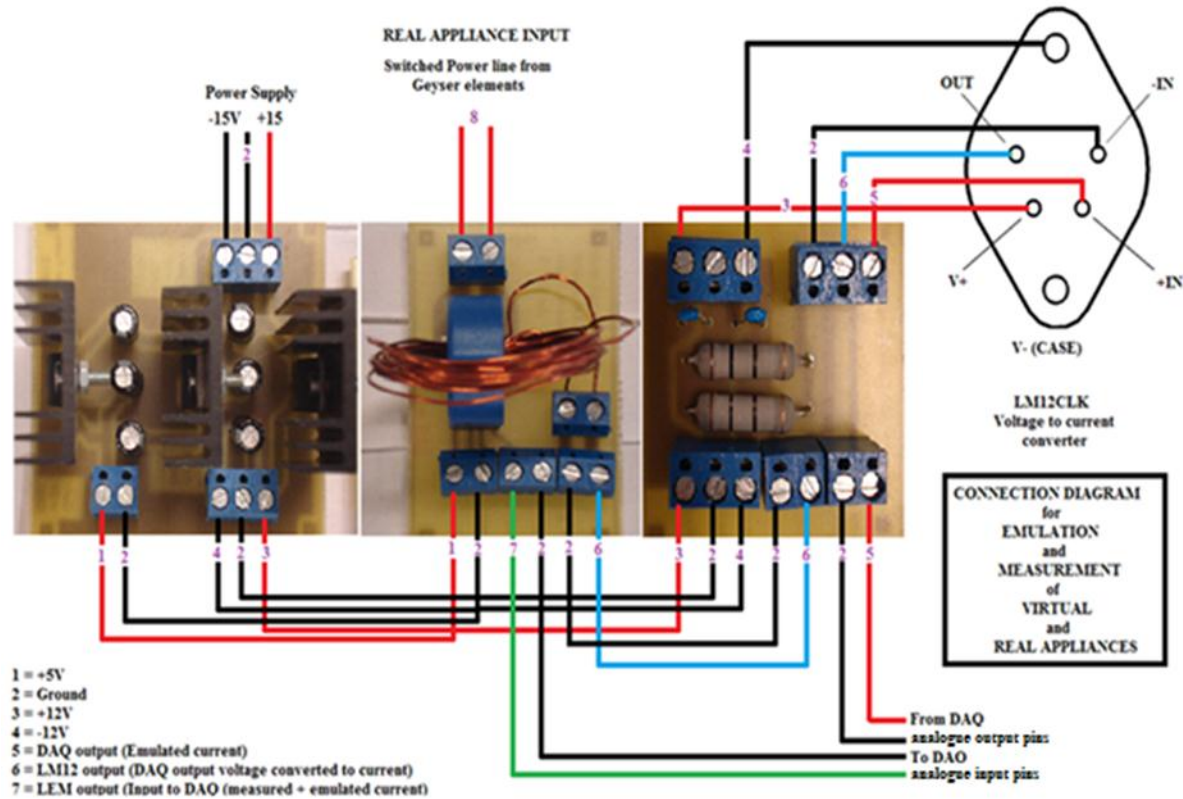 REAL APPLIANCE INPUT
Switched Power line from
Geyser elements
Power Supply
-15V +15
2
8
4
2
6
5
3
OUT
-IN
V+
+IN
V- (CASE)
LM12CLK
Voltage to current
converter
CONNECTION DIAGRAM
for
EMULATION
and
MEASUREMENT
of
VIRTUAL
and
REAL APPLIANCES
1 2 4 2 3 1 2 7 2 2 6 3 2 4 2 6 2 5
1 = +5V
2 = Ground
3 = +12V
4 = -12V
5 = DAQ output (Emulated current)
6 = LM12 output (DAQ output voltage converted to current)
7 = LEM output (Input to DAQ (measured + emulated current)
From DAQ
analogue output pins
To DAQ
analogue input pins